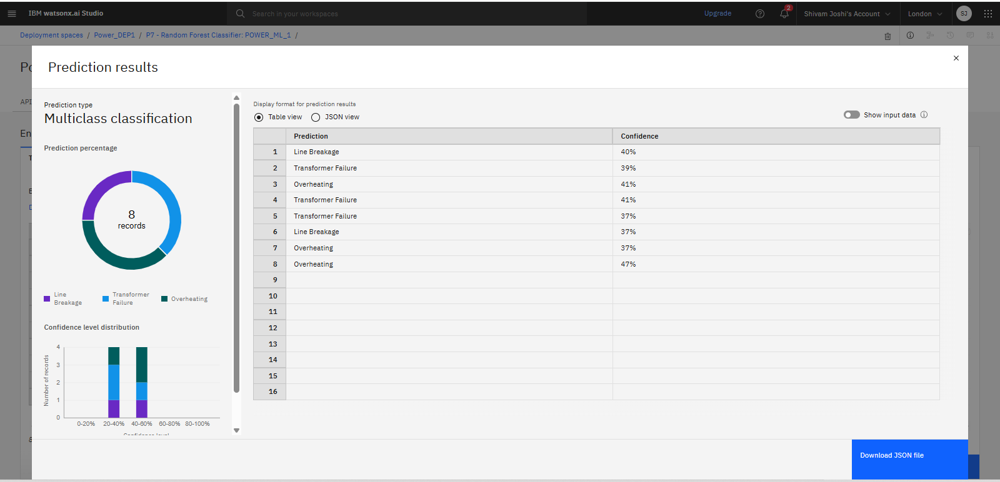 IBM watsonx.ai Studio
Search in your workspaces
Upgrade
2
Shivam Joshi's Account
London
SJ
Deployment spaces / Power_DEP1 / P7 - Random Forest Classifier: POWER_ML_1 /
Prediction results
API
En
Prediction type
Multiclass classification
Prediction percentage
8
records
Line
Breakage
Transformer
Failure
Overheating
Confidence level distribution
Number of records
4
3
2
1
0
0-20% 20-40% 40-60% 60-80% 80-100%
Confidence level
Display format for prediction results
Table view JSON view
Show input data
Prediction Confidence
1 Line Breakage 40%
2 Transformer Failure 39%
3 Overheating 41%
4 Transformer Failure 41%
5 Transformer Failure 37%
6 Line Breakage 37%
7 Overheating 37%
8 Overheating 47%
9
10
11
12
13
14
15
16
Download JSON file